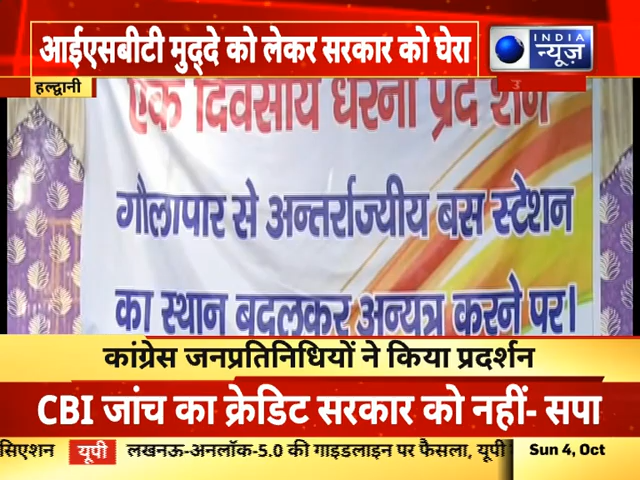 आईएसबीटी मुद्दे को लेकर सरकार को घेरा
INDIA
न्यूज़
हल्द्वानी
एक दिवसीय धरना प्रदर्शन
गौलापार से अन्तर्राज्यीय बस स्टेशन
का स्थान बदलकर अन्यत्र करने पर।
कांग्रेस जनप्रतिनिधियों ने किया प्रदर्शन
CBI जांच का क्रेडिट सरकार को नहीं- सपा
सिएशन यूपी लखनऊ-अनलॉक-5.0 की गाइडलाइन पर फैसला, यूपी Sun 4, Oct